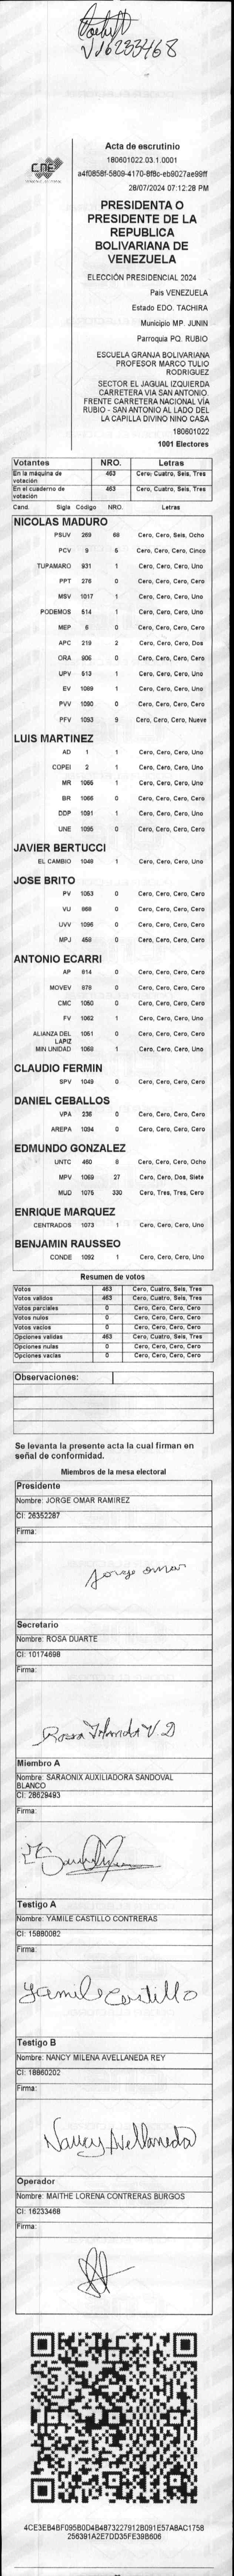 V16233468
CNE
Acta de escrutinio
180601022.03.1.0001
a4f0858f-5809-4170-8f8c-eb9027ae99ff
28/07/2024 07:12:28 PM
PRESIDENTA O
PRESIDENTE DE LA
REPUBLICA
BOLIVARIANA DE
VENEZUELA
ELECCIÓN PRESIDENCIAL 2024
Pais VENEZUELA
Estado EDO. TACHIRA
Municipio MP. JUNIN
Parroquia PQ. RUBIO
ESCUELA GRANJA BOLIVARIANA
PROFESOR MARCO TULIO
RODRIGUEZ
SECTOR EL JAGUAL IZQUIERDA
CARRETERA VIA SAN ANTONIO.
FRENTE CARRETERA NACIONAL VÍA
RUBIO - SAN ANTONIO AL LADO DEL
LA CAPILLA DIVINO NINO CASA
180601022
1001 Electores
Votantes NRO. Letras
En la máquina de votación 463 Cero, Cuatro, Seis, Tres
En el cuaderno de votación 463 Cero, Cuatro, Seis, Tres
Cand. Sigla Codigo NRO. Letras
NICOLAS MADURO
PSUV 269 68 Cero, Cero, Seis, Ocho
PCV 9 5 Cero, Cero, Cero, Cinco
TUPAMARO 931 1 Cero, Cero, Cero, Uno
PPT 276 0 Cero, Cero, Cero, Cero
MSV 1017 1 Cero, Cero, Cero, Uno
PODEMOS 514 1 Cero, Cero, Cero, Uno
MEP 6 0 Cero, Cero, Cero, Cero
APC 219 2 Cero, Cero, Cero, Dos
ORA 906 0 Cero, Cero, Cero, Cero
UPV 513 1 Cero, Cero, Cero, Uno
EV 1089 1 Cero, Cero, Cero, Uno
PVV 1090 0 Cero, Cero, Cero, Cero
PFV 1093 9 Cero, Cero, Cero, Nueve
LUIS MARTINEZ
AD 1 1 Cero, Cero, Cero, Uno
COPEI 2 1 Cero, Cero, Cero, Uno
MR 1065 1 Cero, Cero, Cero, Uno
BR 1066 0 Cero, Cero, Cero, Cero
DDP 1091 1 Cero, Cero, Cero, Uno
UNE 1095 0 Cero, Cero, Cero, Cero
JAVIER BERTUCCI
EL CAMBIO 1048 1 Cero, Cero, Cero, Uno
JOSE BRITO
PV 1053 0 Cero, Cero, Cero, Cero
VU 868 0 Cero, Cero, Cero, Cero
UVV 1096 0 Cero, Cero, Cero, Cero
MPJ 458 0 Cero, Cero, Cero, Cero
ANTONIO ECARRI
AP 814 0 Cero, Cero, Cero, Cero
MOVEV 878 0 Cero, Cero, Cero, Cero
CMC 1050 0 Cero, Cero, Cero, Cero
FV 1062 1 Cero, Cero, Cero, Uno
ALIANZA DEL LAPIZ 1051 0 Cero, Cero, Cero, Cero
MIN UNIDAD 1068 1 Cero, Cero, Cero, Uno
CLAUDIO FERMIN
SPV 1049 0 Cero, Cero, Cero, Cero
DANIEL CEBALLOS
VPA 236 0 Cero, Cero, Cero, Cero
AREPA 1094 0 Cero, Cero, Cero, Cero
EDMUNDO GONZALEZ
UNTC 460 8 Cero, Cero, Cero, Ocho
MPV 1069 27 Cero, Cero, Dos, Siete
MUD 1075 330 Cero, Tres, Tres, Cero
ENRIQUE MARQUEZ
CENTRADOS 1073 1 Cero, Cero, Cero, Uno
BENJAMIN RAUSSEO
CONDE 1092 1 Cero, Cero, Cero, Uno
Resumen de votos
Votos 463 Cero, Cuatro, Seis, Tres
Votos validos 463 Cero, Cuatro, Seis, Tres
Votos parciales 0 Cero, Cero, Cero, Cero
Votos nulos 0 Cero, Cero, Cero, Cero
Votos vacios 0 Cero, Cero, Cero, Cero
Opciones validas 463 Cero, Cuatro, Seis, Tres
Opciones nulas 0 Cero, Cero, Cero, Cero
Opciones vacias 0 Cero, Cero, Cero, Cero
Observaciones:
Se levanta la presente acta la cual firman en
señal de conformidad.
Miembros de la mesa electoral
Presidente
Nombre: JORGE OMAR RAMIREZ
CI: 26352287
Firma:
Jorge omar
Secretario
Nombre: ROSA DUARTE
CI: 10174698
Firma:
Rosa Yolanda V D
Miembro A
Nombre: SARAONIX AUXILIADORA SANDOVAL
BLANCO
CI: 28629493
Firma:
Testigo A
Nombre: YAMILE CASTILLO CONTRERAS
CI: 15880082
Firma:
Yamile Castillo
Testigo B
Nombre: NANCY MILENA AVELLANEDA REY
CI: 18860202
Firma:
Nancy Avellaneda
Operador
Nombre: MAITHE LORENA CONTRERAS BURGOS
CI: 16233468
Firma:
4CE3EB4BF095B0D4B4873227912B091E57A8AC1758
256391A2E7DD35FE39B606